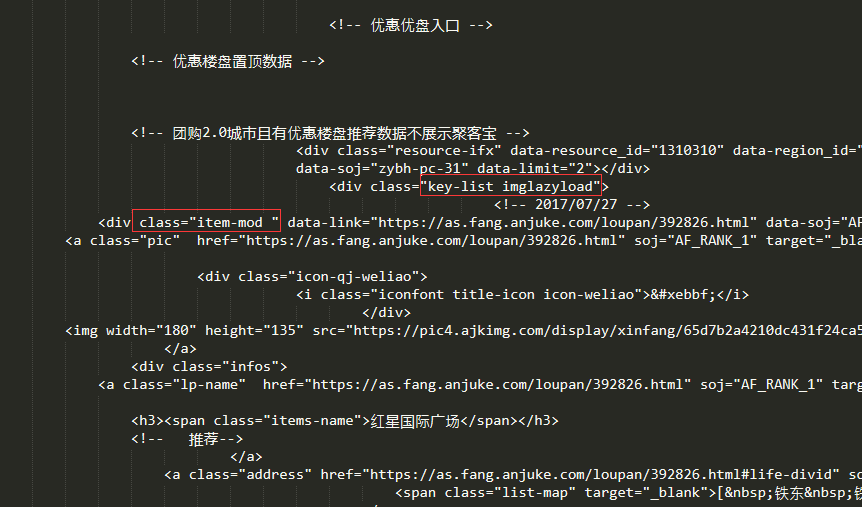 <!-- 优惠优盘入口 -->
<!-- 优惠楼盘置顶数据 -->
<!-- 团购2.0城市且有优惠楼盘推荐数据不展示聚客宝 -->
<div class="resource-ifx" data-resource_id="1310310" data-region_id="
data-soj="zybh-pc-31" data-limit="2"></div>
<div class="key-list imglazyload">
<!-- 2017/07/27 -->
<div class="item-mod " data-link="https://as.fang.anjuke.com/loupan/392826.html" data-soj="AF
<a class="pic"  href="https://as.fang.anjuke.com/loupan/392826.html" soj="AF_RANK_1" target="_bla
<div class="icon-qj-weliao">
<i class="iconfont title-icon icon-weliao">&#xebbf;</i>
</div>
<img width="180" height="135" src="https://pic4.ajkimg.com/display/xinfang/65d7b2a4210dc431f24ca5
</a>
<div class="infos">
<a class="lp-name"  href="https://as.fang.anjuke.com/loupan/392826.html" soj="AF_RANK_1" targ
<h3><span class="items-name">红星国际广场</span></h3>
<!--  推荐-->
</a>
<a class="address" href="https://as.fang.anjuke.com/loupan/392826.html#life-divid" so
<span class="list-map" target="_blank">[&nbsp;铁东&nbsp;铁